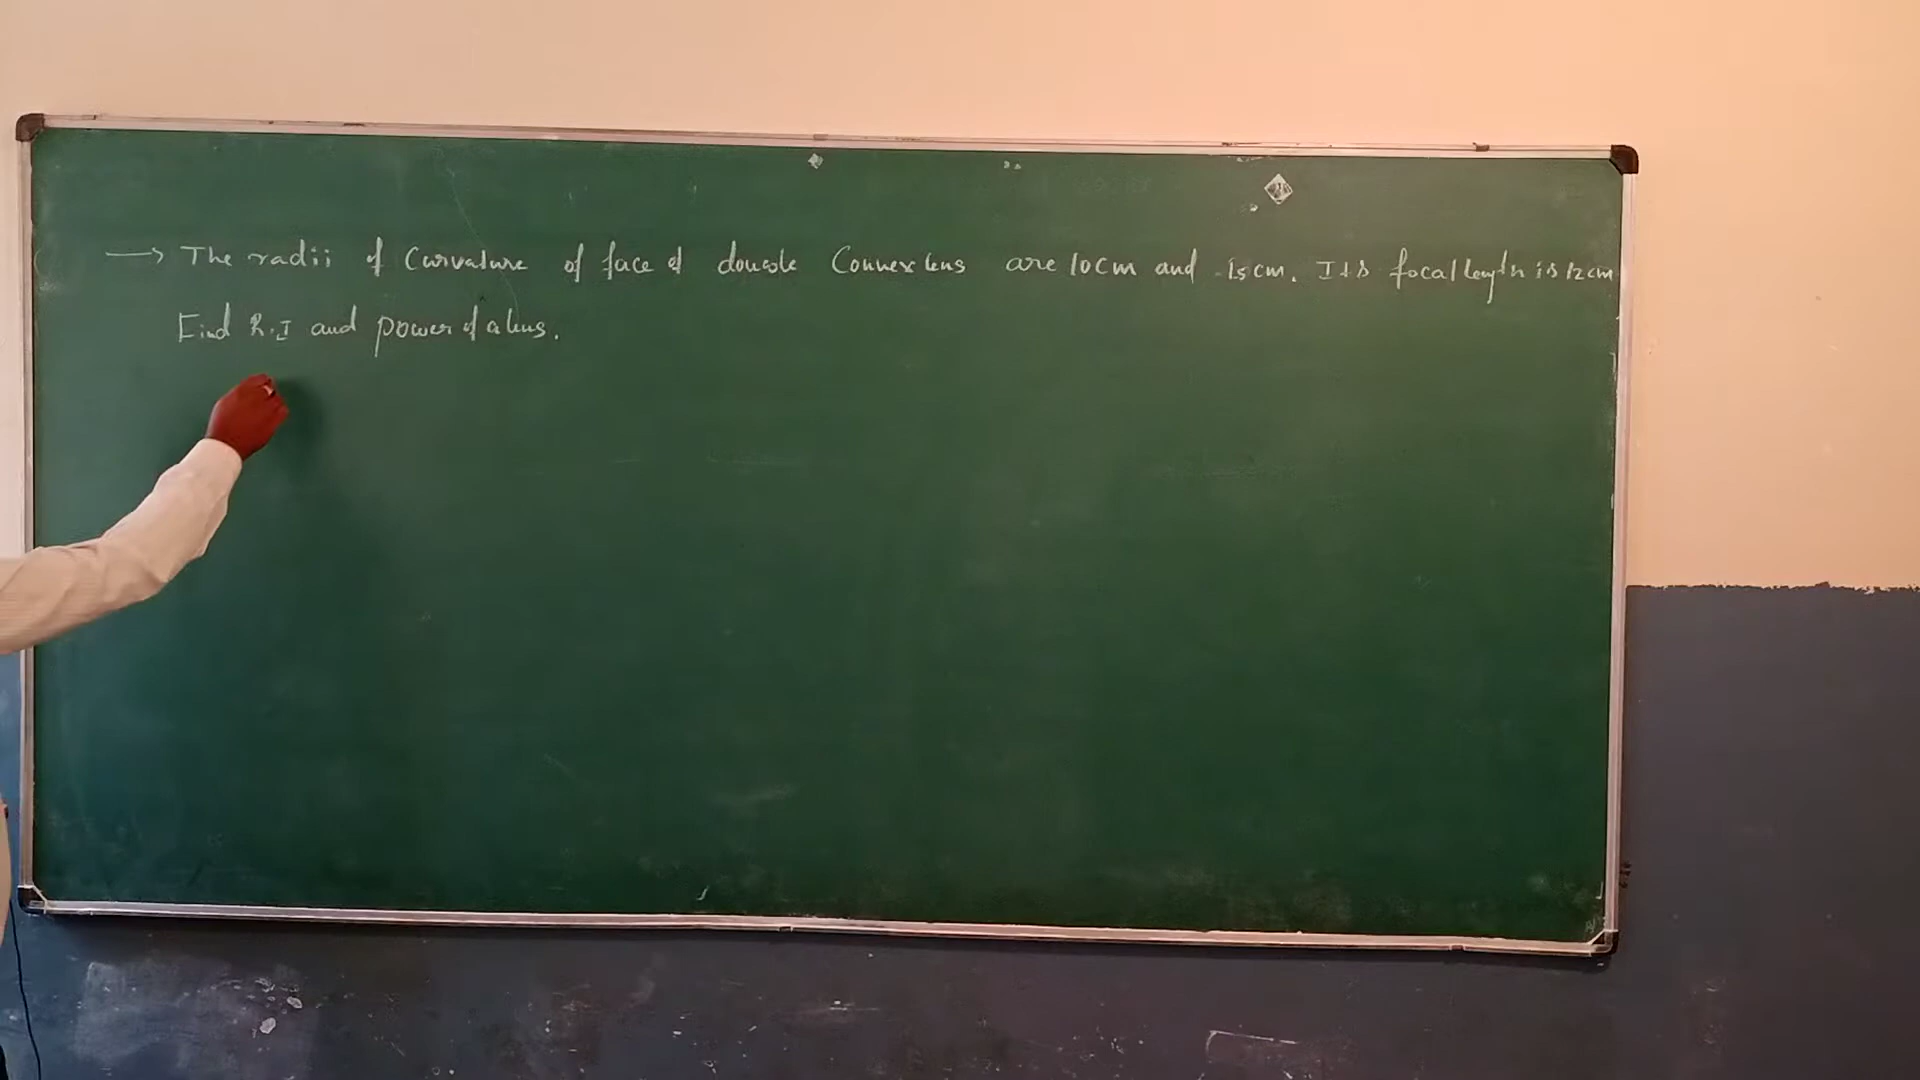 → The radii of Curvature of face of double Convex lens are 10cm and 15cm. Its focal length is 12cm
Find R.I and power of a lens.